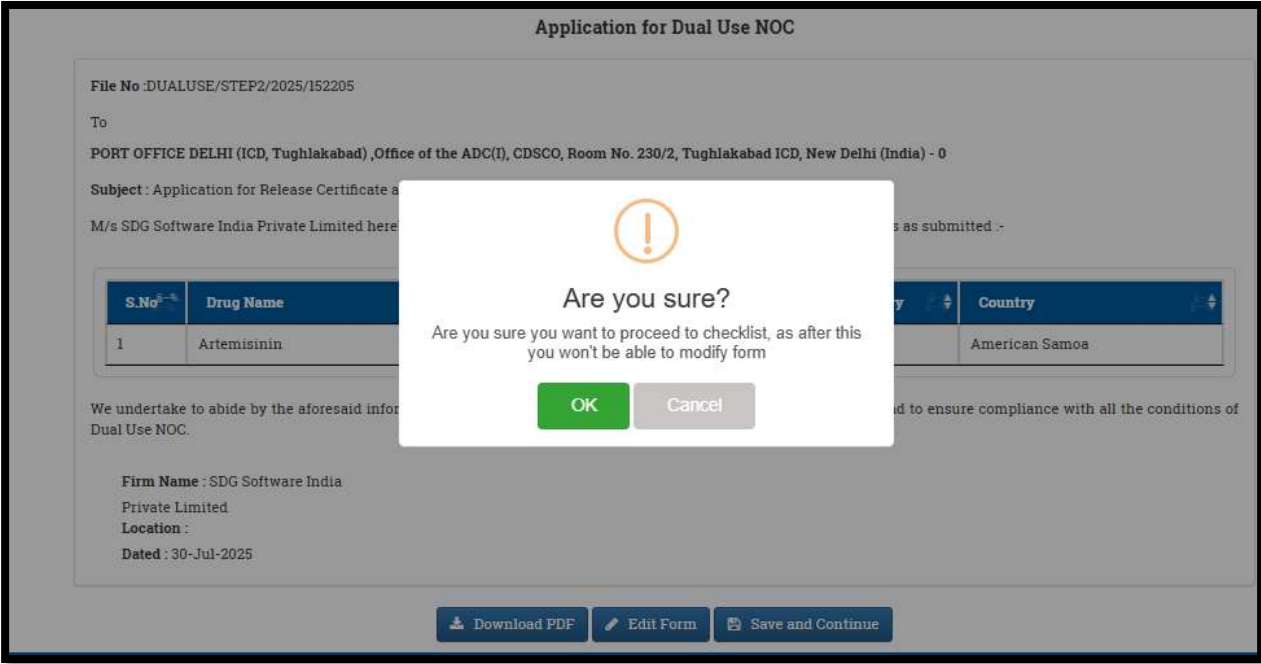 Application for Dual Use NOC
File No :DUALUSE/STEP2/2025/152205
To
PORT OFFICE DELHI (ICD, Tughlakabad) ,Office of the ADC(I), CDSCO, Room No. 230/2, Tughlakabad ICD, New Delhi (India) - 0
Subject : Application for Release Certificate a
M/s SDG Software India Private Limited here s as submitted :-
S.No Drug Name y Country
1 Artemisinin American Samoa
!
Are you sure?
Are you sure you want to proceed to checklist, as after this
you won't be able to modify form
OK Cancel
We undertake to abide by the aforesaid infor d to ensure compliance with all the conditions of
Dual Use NOC.
Firm Name : SDG Software India
Private Limited
Location :
Dated : 30-Jul-2025
Download PDF Edit Form Save and Continue